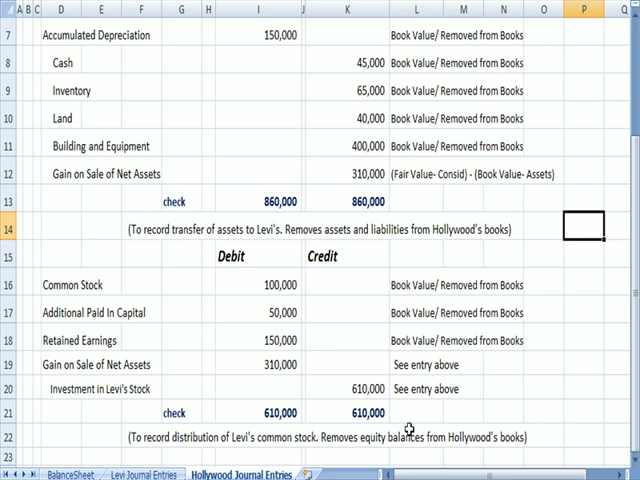 A B C D E F G H I J K L M N O P Q
7 Accumulated Depreciation 150,000 Book Value/ Removed from Books
8 Cash 45,000 Book Value/ Removed from Books
9 Inventory 65,000 Book Value/ Removed from Books
10 Land 40,000 Book Value/ Removed from Books
11 Building and Equipment 400,000 Book Value/ Removed from Books
12 Gain on Sale of Net Assets 310,000 (Fair Value- Consid) - (Book Value- Assets)
13 check 860,000 860,000
14 (To record transfer of assets to Levi's. Removes assets and liabilities from Hollywood's books)
15 Debit Credit
16 Common Stock 100,000 Book Value/ Removed from Books
17 Additional Paid In Capital 50,000 Book Value/ Removed from Books
18 Retained Earnings 150,000 Book Value/ Removed from Books
19 Gain on Sale of Net Assets 310,000 See entry above
20 Investment in Levi's Stock 610,000 See entry above
21 check 610,000 610,000
22 (To record distribution of Levi's common stock. Removes equity balances from Hollywood's books)
23
BalanceSheet Levi Journal Entries Hollywood Journal Entries